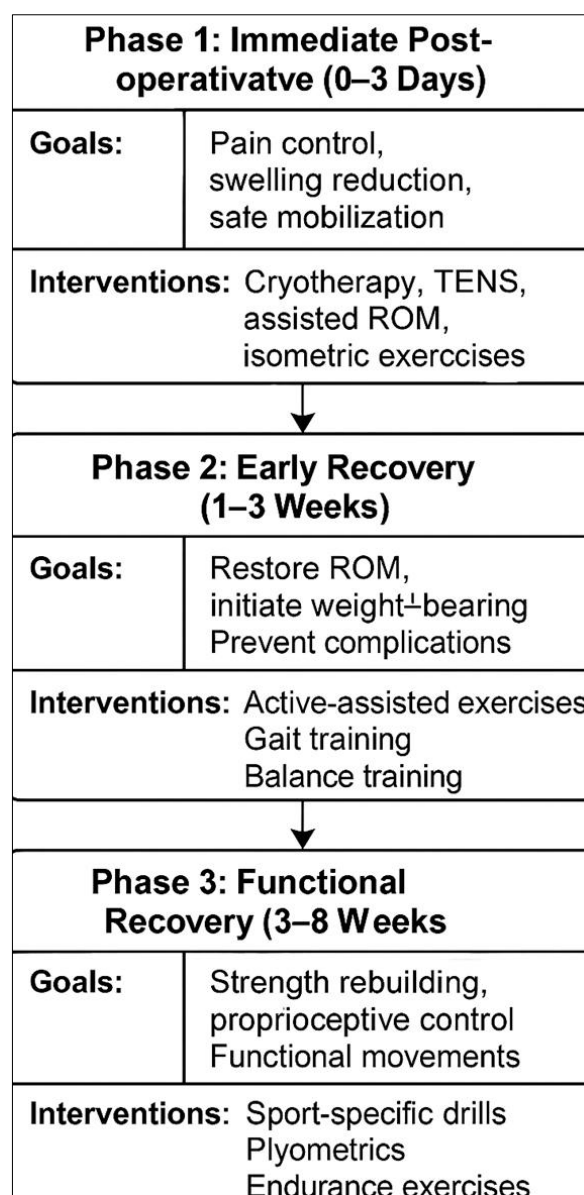 Phase 1: Immediate Post-
operativatve (0–3 Days)
Goals: Pain control,
swelling reduction,
safe mobilization
Interventions: Cryotherapy, TENS,
assisted ROM,
isometric exerccises
Phase 2: Early Recovery
(1–3 Weeks)
Goals: Restore ROM,
initiate weight┴bearing
Prevent complications
Interventions: Active-assisted exercises
Gait training
Balance training
Phase 3: Functional
Recovery (3–8 Weeks
Goals: Strength rebuilding,
proprioceptive control
Functional movements
Interventions: Sport-specific drills
Plyometrics
Endurance exercises